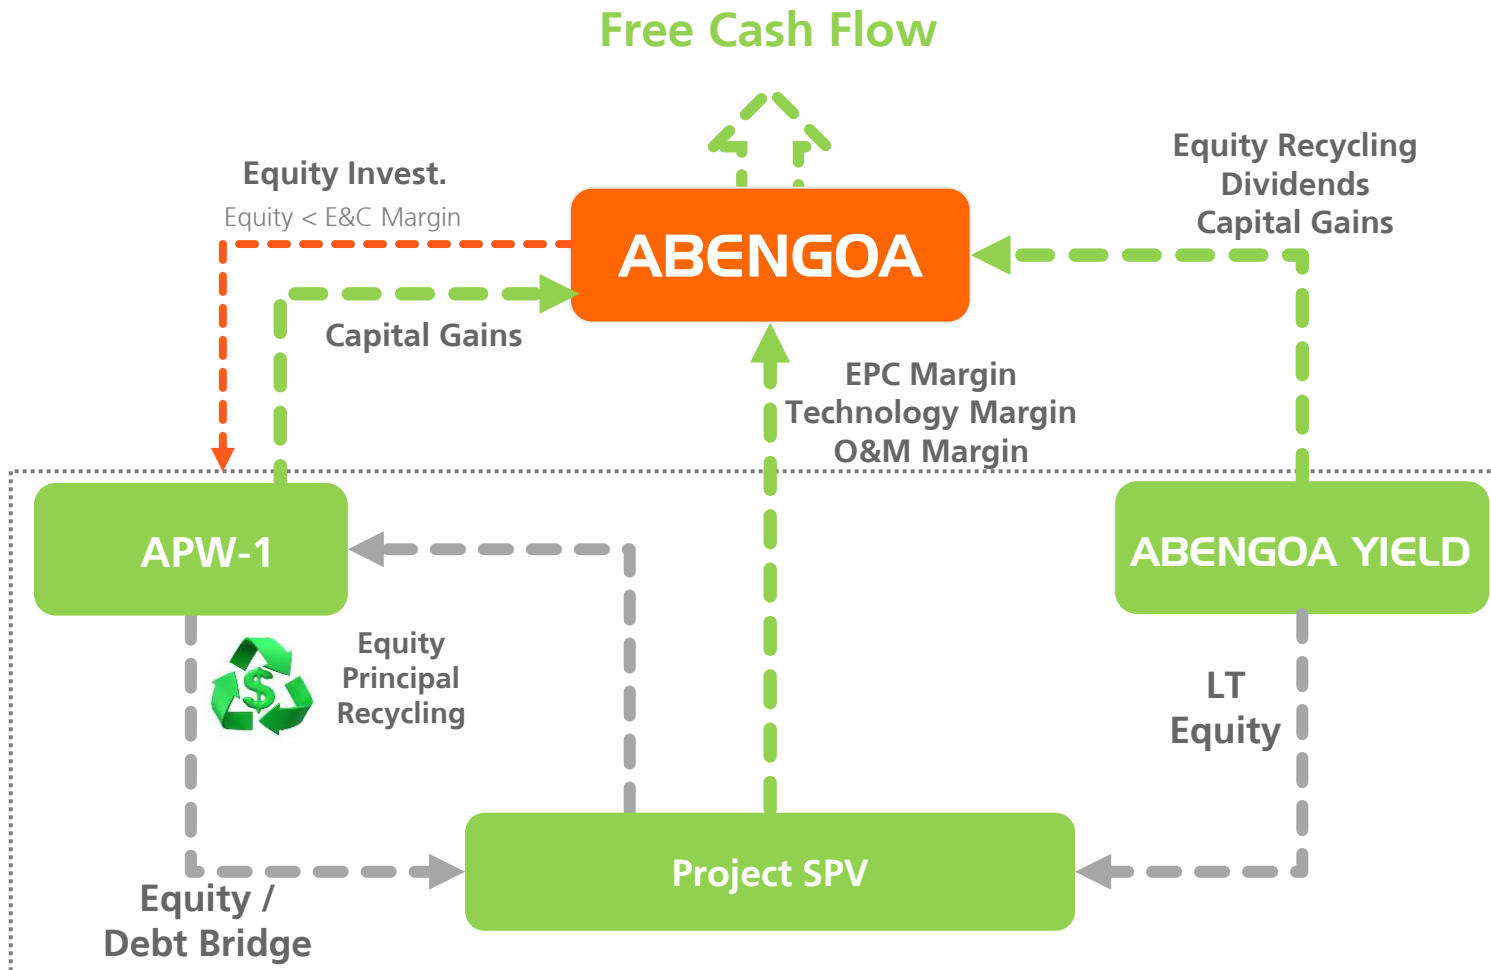 Free Cash Flow
Equity Invest.
Equity < E&C Margin
ABENGOA
Equity Recycling
Dividends
Capital Gains
Capital Gains
EPC Margin
Technology Margin
O&M Margin
APW-1
ABENGOA YIELD
$
Equity
Principal
Recycling
LT
Equity
Project SPV
Equity /
Debt Bridge